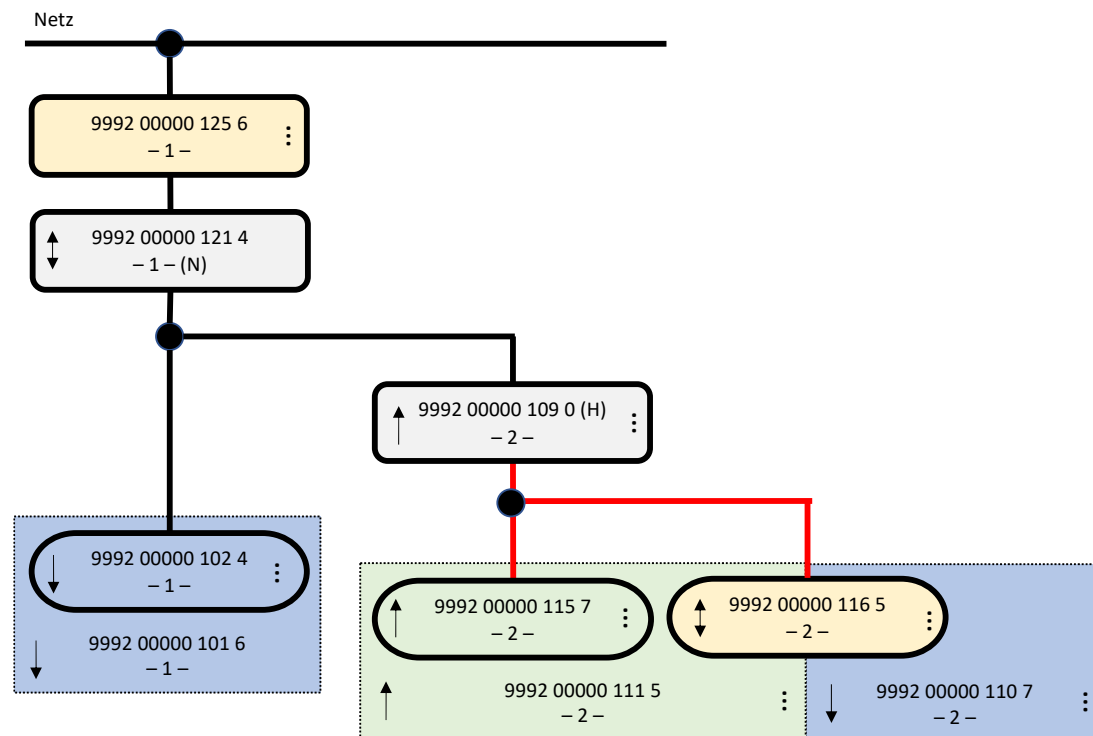 Netz
9992 00000 125 6
– 1 –
9992 00000 121 4
– 1 – (N)
9992 00000 109 0 (H)
– 2 –
9992 00000 102 4
– 1 –
9992 00000 101 6
– 1 –
9992 00000 115 7
– 2 –
9992 00000 116 5
– 2 –
9992 00000 111 5
– 2 –
9992 00000 110 7
– 2 –